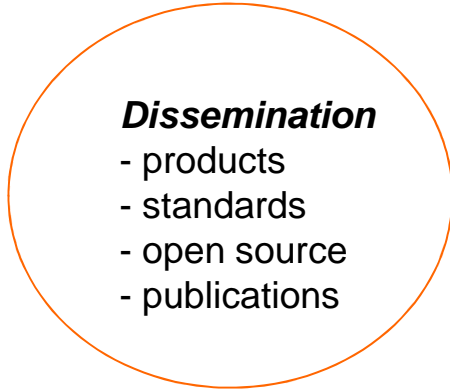 Dissemination
- products
- standards
- open source
- publications